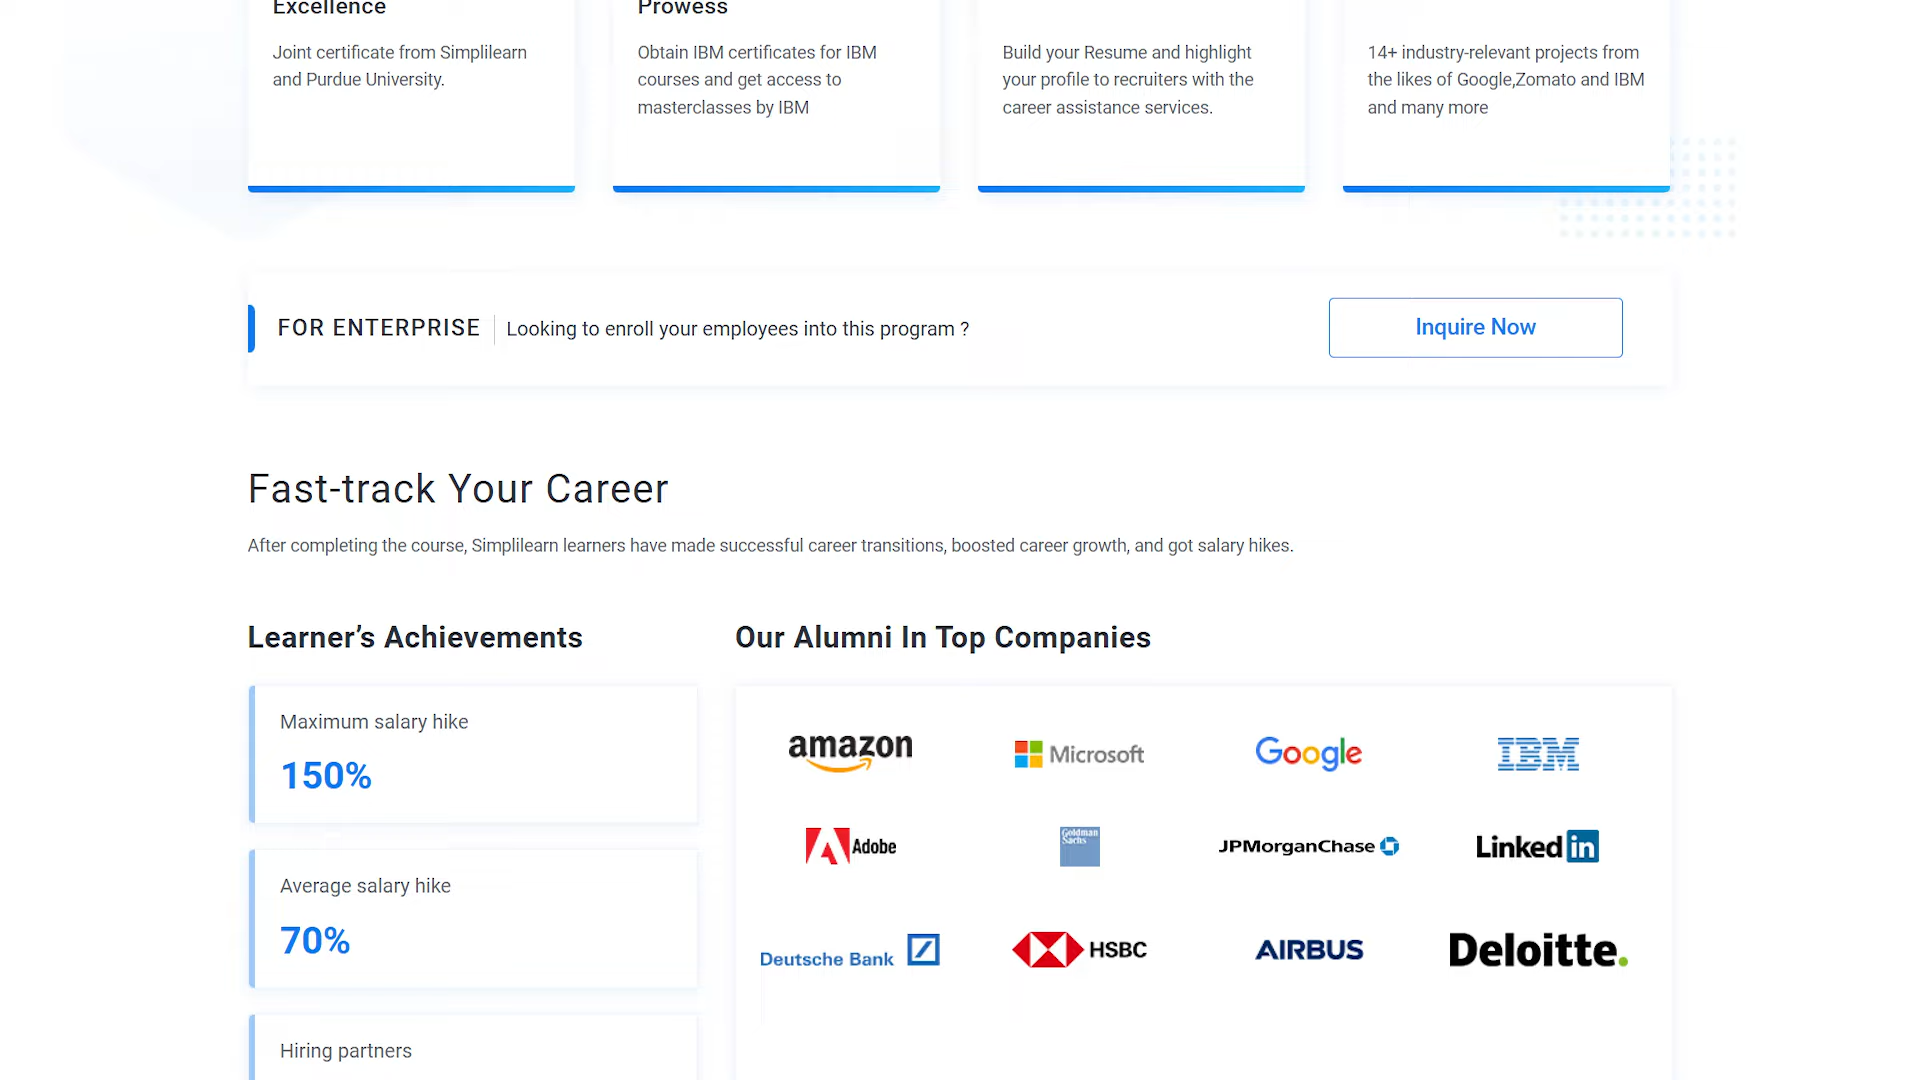 Excellence
Joint certificate from Simplilearn
and Purdue University.
Prowess
Obtain IBM certificates for IBM
courses and get access to
masterclasses by IBM
Build your Resume and highlight
your profile to recruiters with the
career assistance services.
14+ industry-relevant projects from
the likes of Google,Zomato and IBM
and many more
FOR ENTERPRISE
Looking to enroll your employees into this program ?
Inquire Now
Fast-track Your Career
After completing the course, Simplilearn learners have made successful career transitions, boosted career growth, and got salary hikes.
Learner’s Achievements
Maximum salary hike
150%
Average salary hike
70%
Hiring partners
Our Alumni In Top Companies
amazon
Microsoft
Google
IBM
Adobe
Goldman
Sachs
JPMorganChase
Linked in
Deutsche Bank
HSBC
AIRBUS
Deloitte.